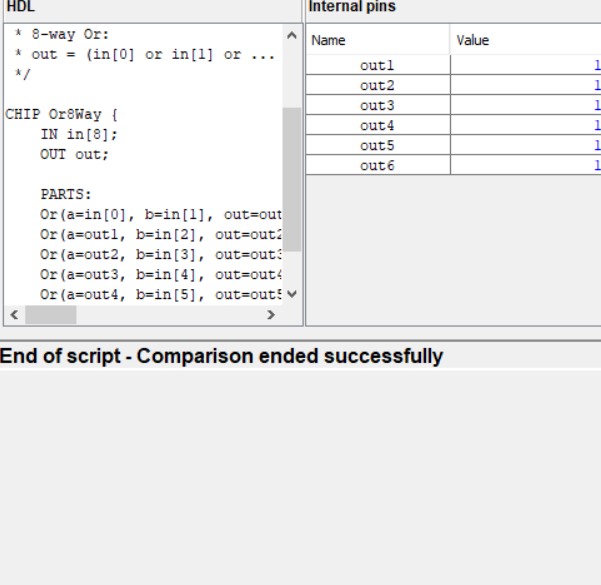 HDL
* 8-way Or:
* out = (in[0] or in[1] or ...
*/
CHIP Or8Way {
IN in[8];
OUT out;
PARTS:
Or(a=in[0], b=in[1], out=out
Or(a=out1, b=in[2], out=out2
Or(a=out2, b=in[3], out=out3
Or(a=out3, b=in[4], out=out4
Or(a=out4, b=in[5], out=out5
Internal pins
Name Value
out1 1
out2 1
out3 1
out4 1
out5 1
out6 1
End of script - Comparison ended successfully